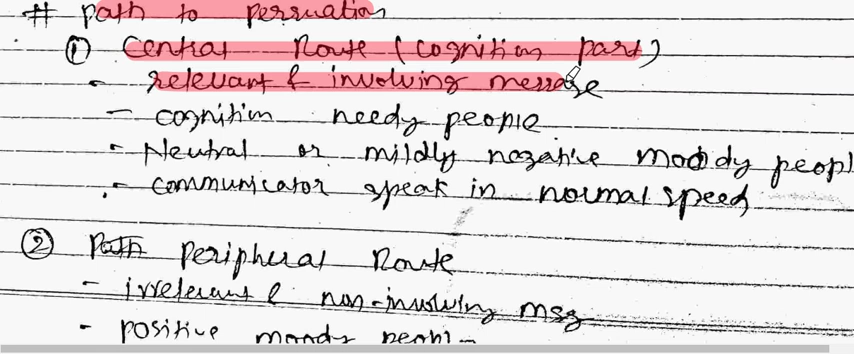 # path to persuation
① Central Route (cognition part)
- relevant & involving message
- cognition needy people
- Neutral or mildly negative moody peopl
- communicator speak in normal speed
② Path Peripheral Route
- irrelevant & non-involving msg
- positive moody peopl